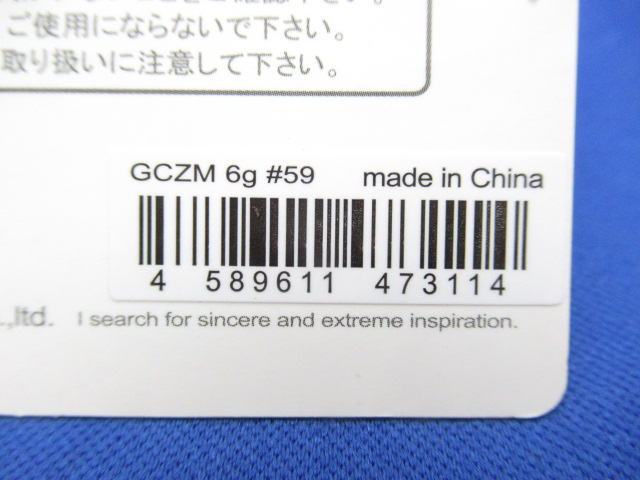 ご使用にならないで下さい。
取り扱いに注意して下さい。
GCZM 6g #59 made in China
4 589611 473114
.,ltd. I search for sincere and extreme inspiration.